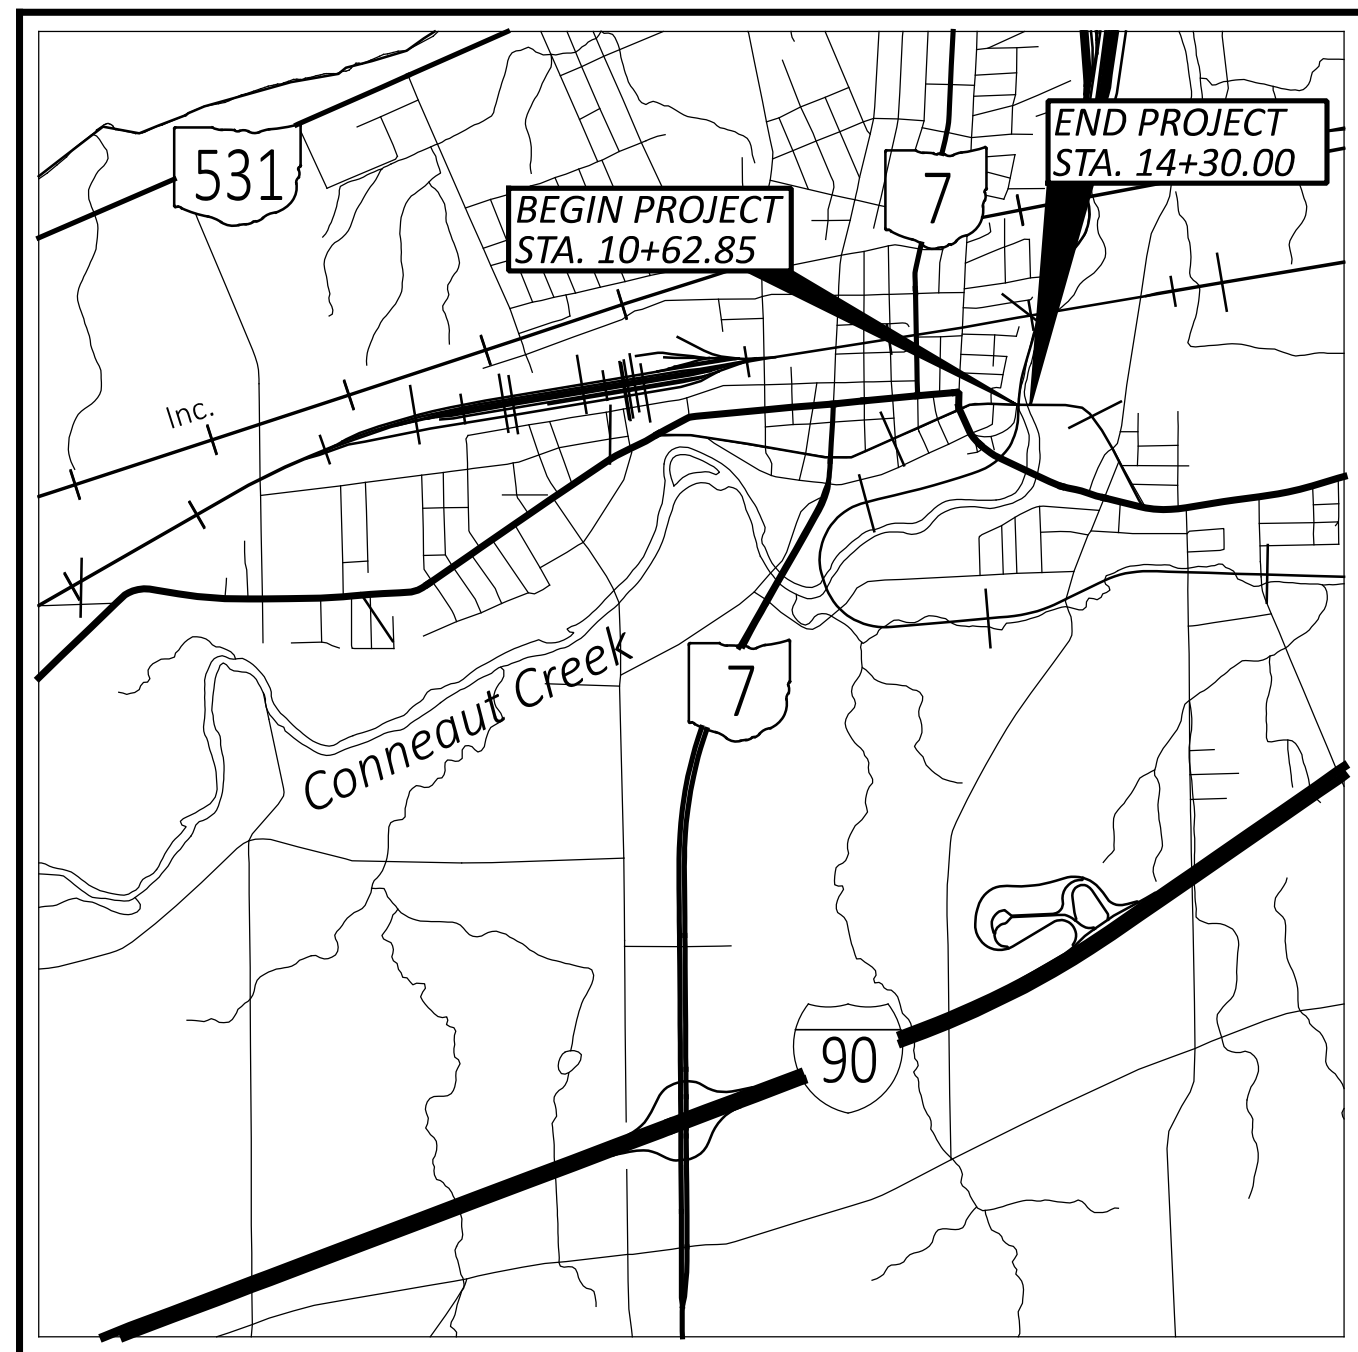 531
END PROJECT
STA. 14+30.00
7
BEGIN PROJECT
STA. 10+62.85
Inc.
Conneaut Creek
7
90